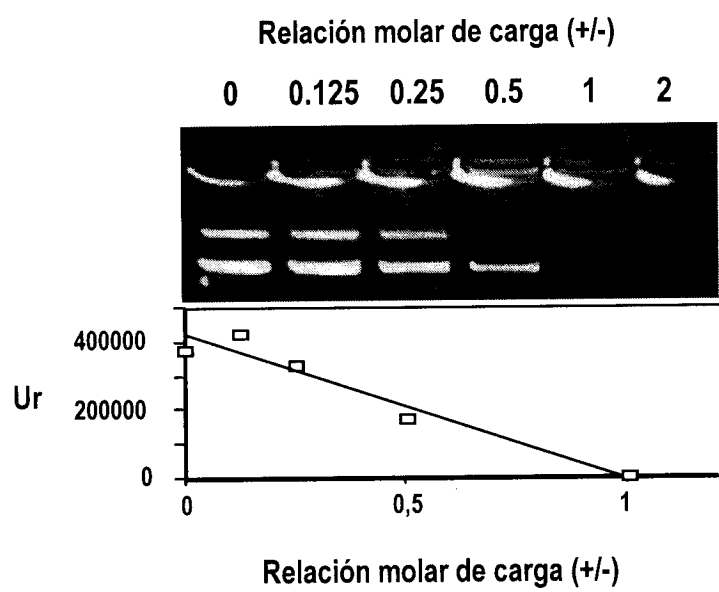 Relación molar de carga (+/-)
0 0.125 0.25 0.5 1 2
400000
Ur 200000
0
0 0,5 1
Relación molar de carga (+/-)